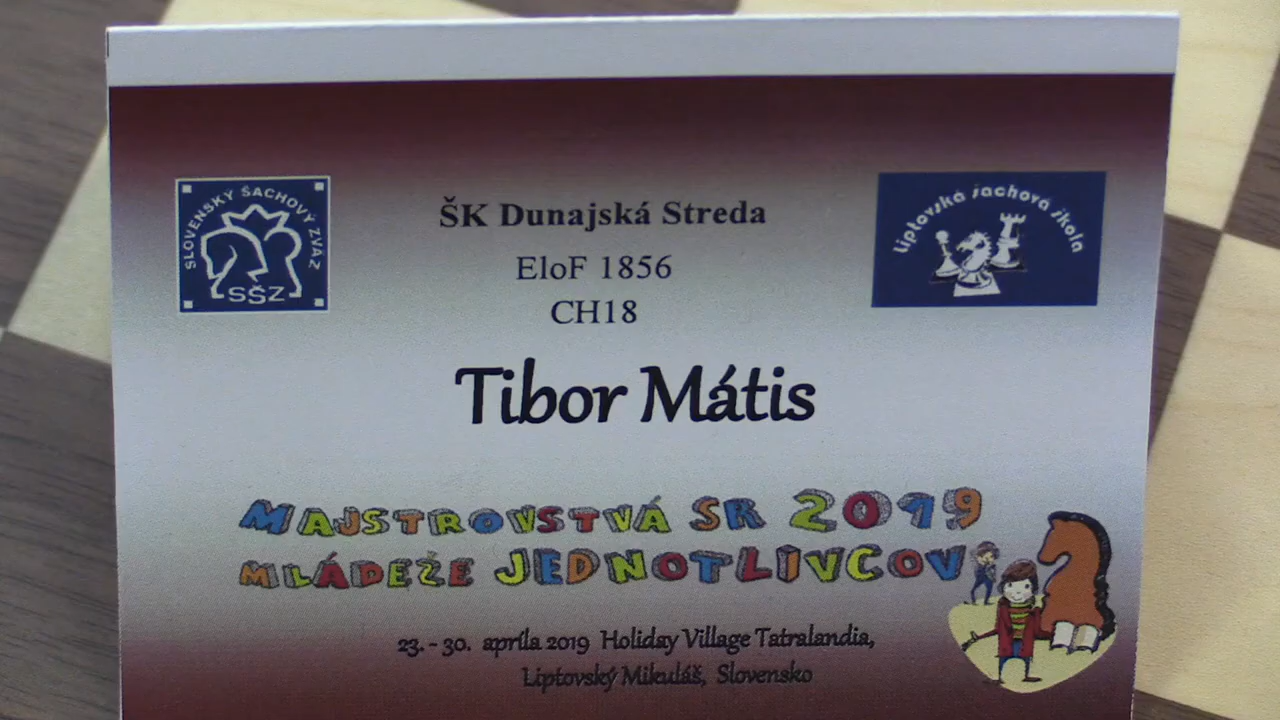 SLOVENSKÝ ŠACHOVÝ ZVÄZ
SŠZ
ŠK Dunajská Streda
EloF 1856
CH18
Liptovská šachová škola
Tibor Mátis
MAJSTROVSTVÁ SR 2019
MLÁDEŽE JEDNOTLIVCOV
23. - 30. apríla 2019 Holiday Village Tatralandia,
Liptovský Mikuláš, Slovensko